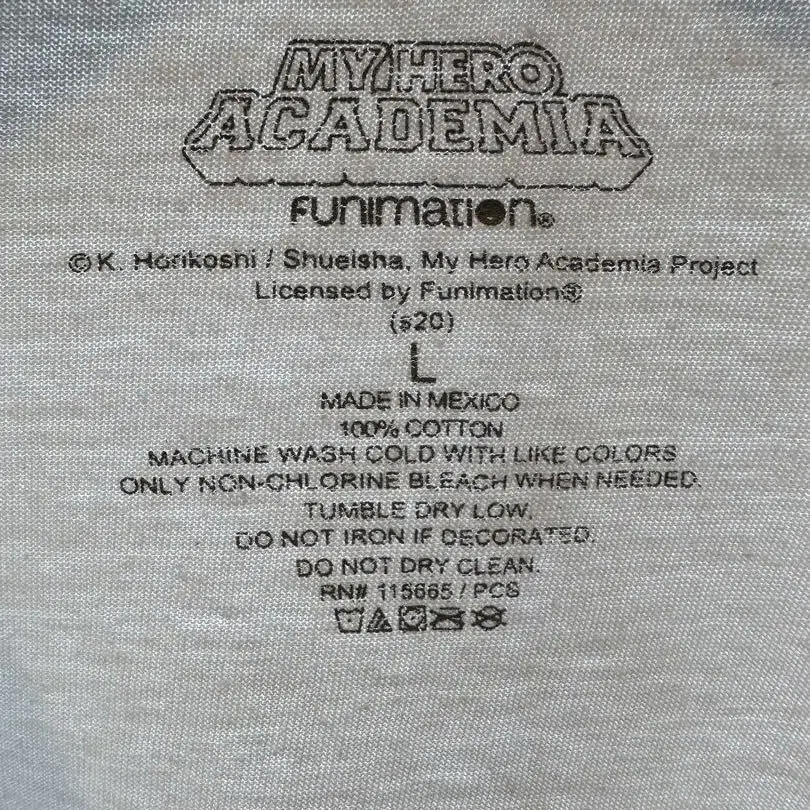 MY HERO
ACADEMIA
FUNIMATION®
©K. Horikoshi / Shueisha, My Hero Academia Project
Licensed by Funimation®
(s20)
L
MADE IN MEXICO
100% COTTON
MACHINE WASH COLD WITH LIKE COLORS
ONLY NON-CHLORINE BLEACH WHEN NEEDED.
TUMBLE DRY LOW.
DO NOT IRON IF DECORATED.
DO NOT DRY CLEAN.
RN# 115665 / PCS